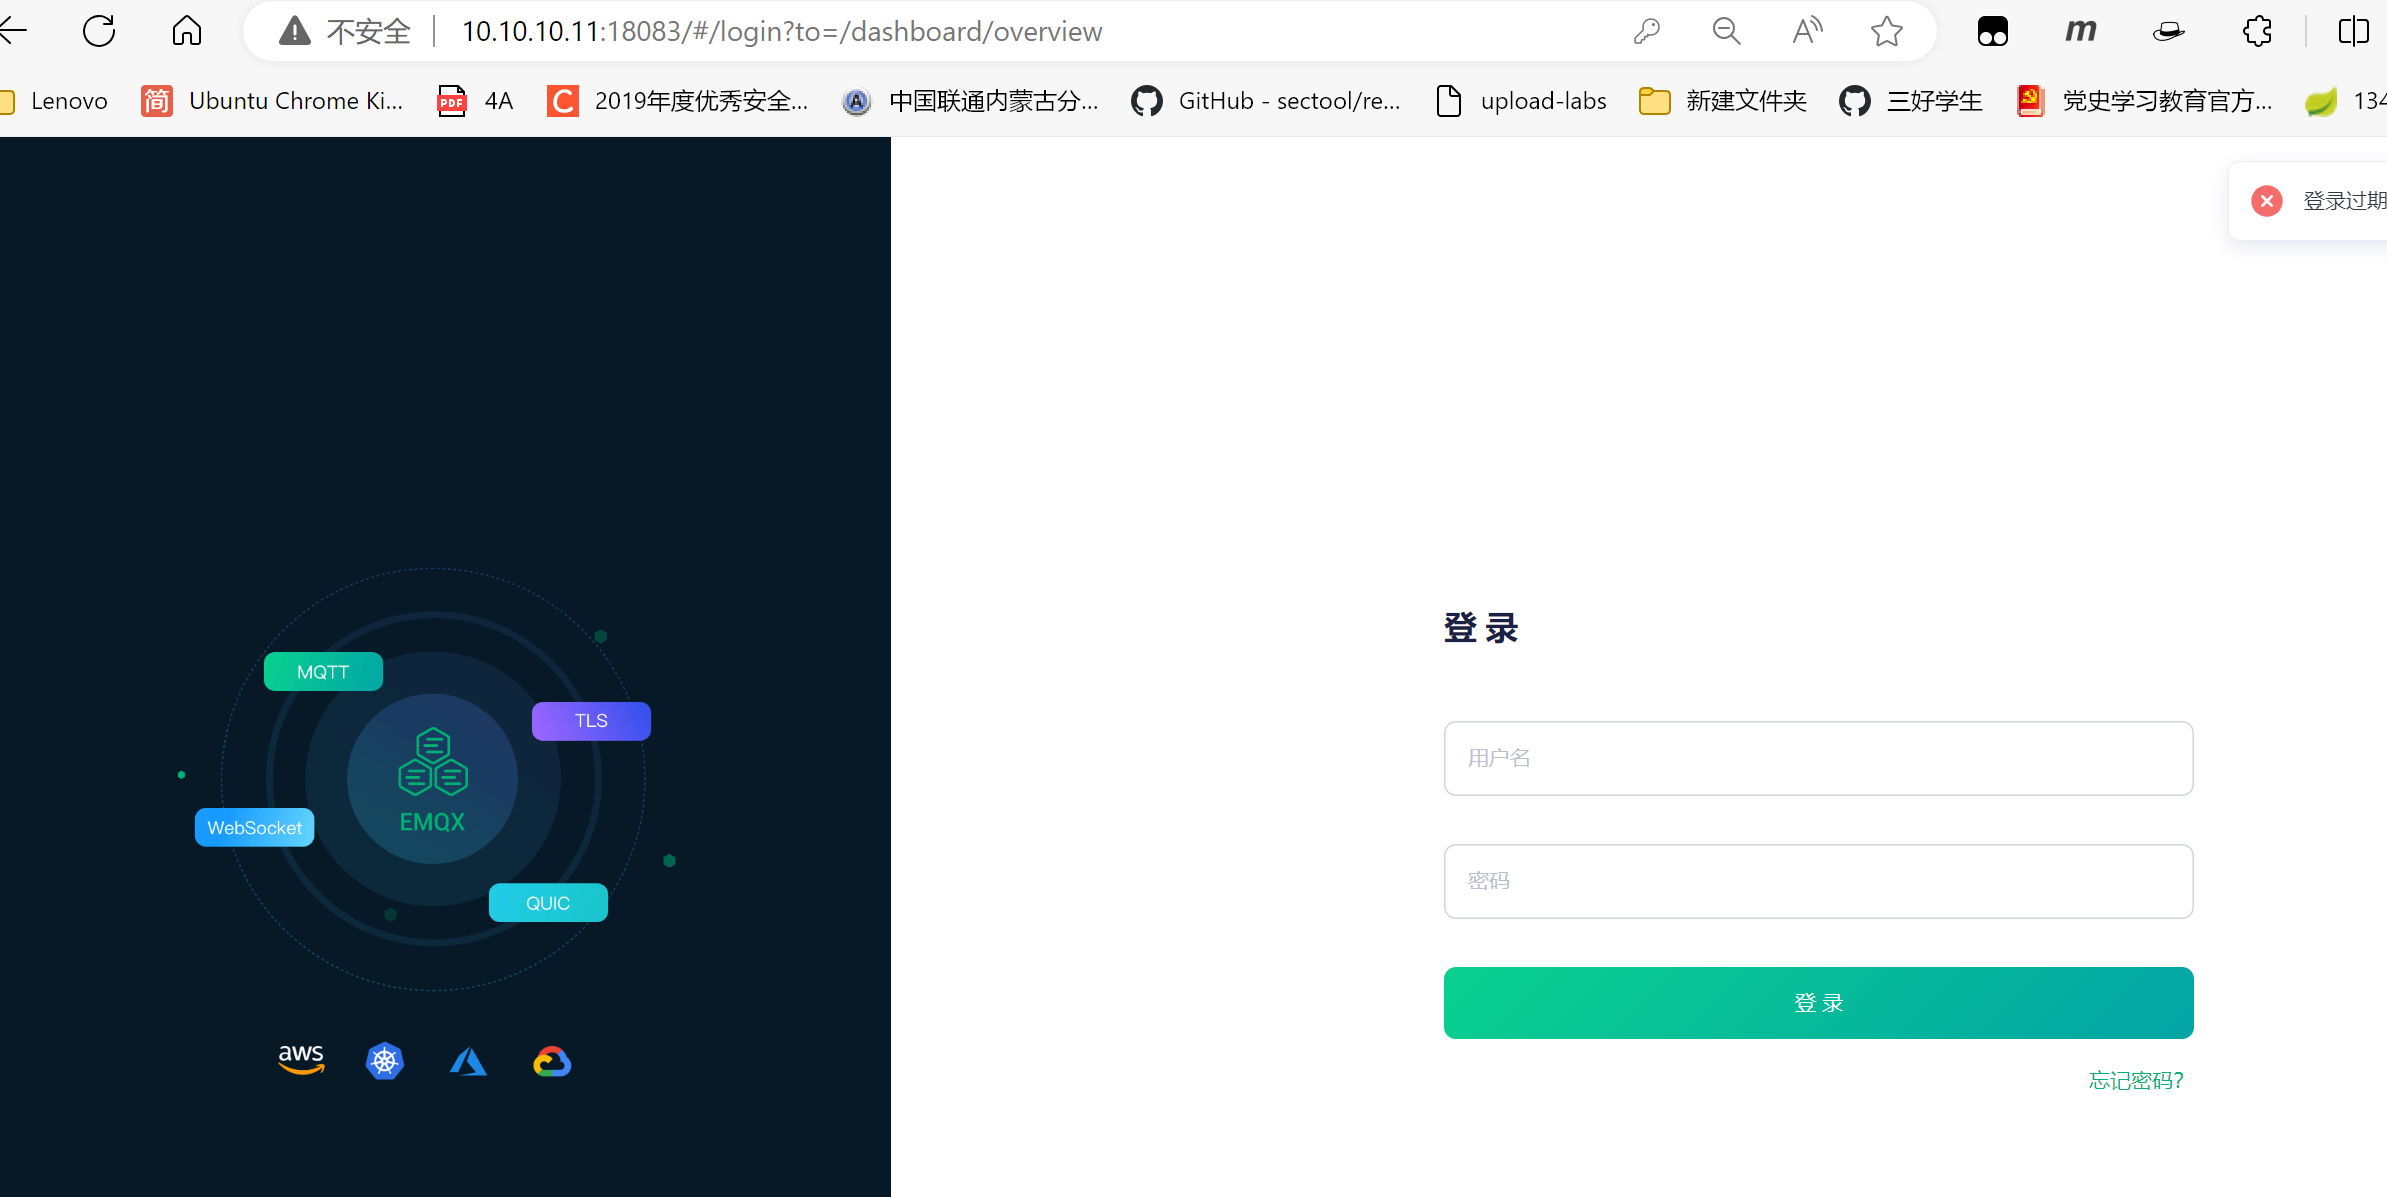 不安全 10.10.10.11:18083/#/login?to=/dashboard/overview
Lenovo 简 Ubuntu Chrome Ki... PDF 4A C 2019年度优秀安全... 中国联通内蒙古分... GitHub - sectool/re... upload-labs 新建文件夹 三好学生 党史学习教育官方... 134
登录过期
登录
MQTT
TLS
用户名
EMQX
WebSocket
密码
QUIC
登录
aws
忘记密码?